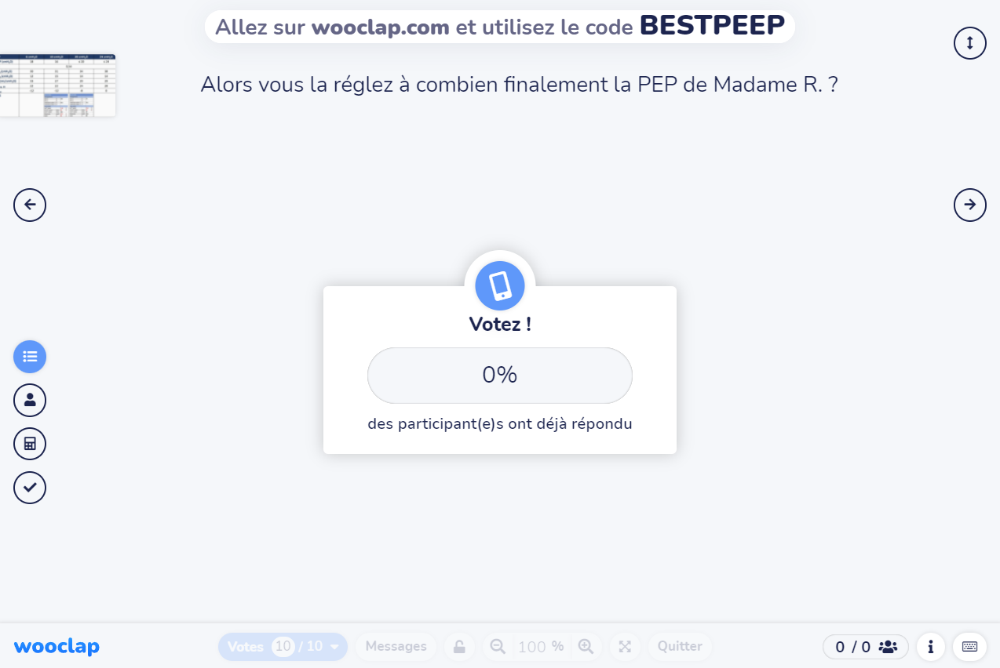 Allez sur wooclap.com et utilisez le code BESTPEEP
Alors vous la réglez à combien finalement la PEP de Madame R. ?
Votez !
0%
des participant(e)s ont déjà répondu
wooclap
Votes 10 / 10
Messages
100 %
Quitter
0 / 0